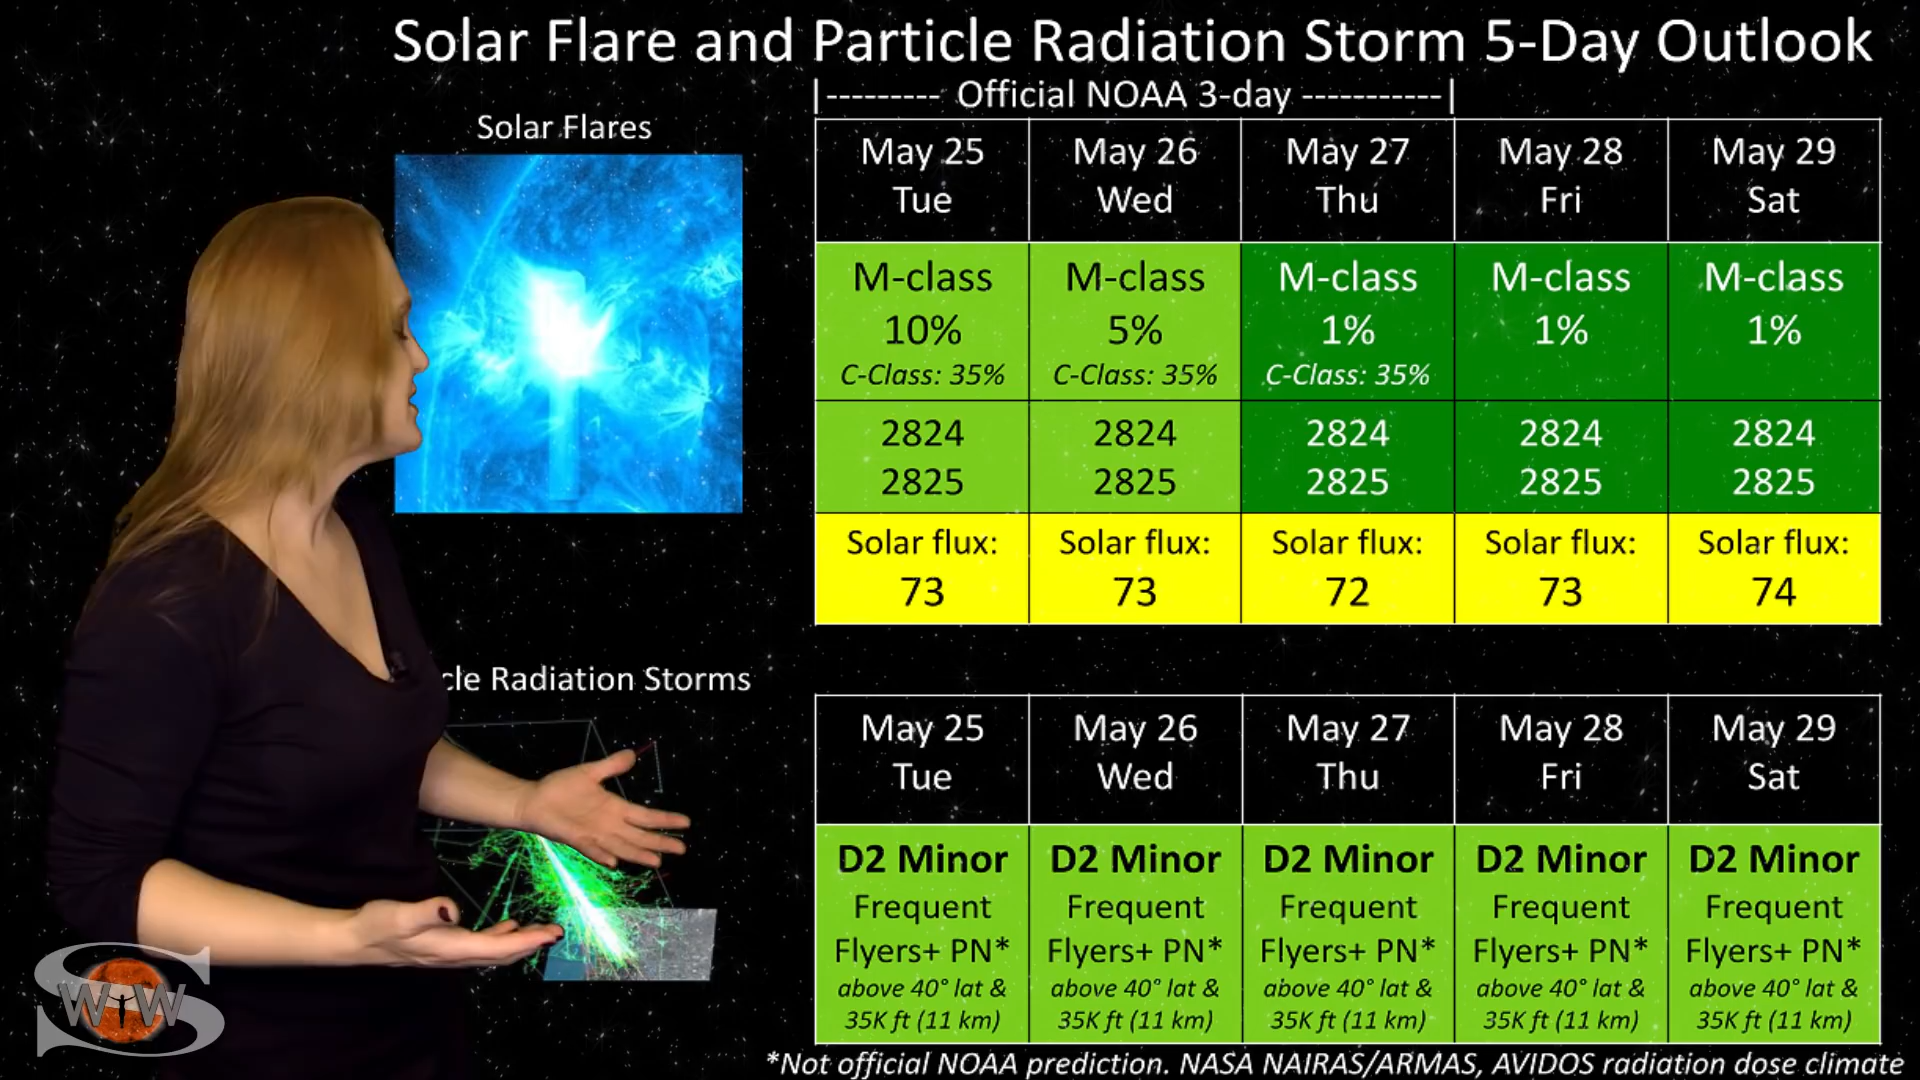 Solar Flare and Particle Radiation Storm 5-Day Outlook
|--------- Official NOAA 3-day -----------|
Solar Flares
May 25 May 26 May 27 May 28 May 29
Tue Wed Thu Fri Sat
M-class M-class M-class M-class M-class
10% 5% 1% 1% 1%
C-Class: 35% C-Class: 35% C-Class: 35%
2824 2824 2824 2824 2824
2825 2825 2825 2825 2825
Solar flux: Solar flux: Solar flux: Solar flux: Solar flux:
73 73 72 73 74
cle Radiation Storms
May 25 May 26 May 27 May 28 May 29
Tue Wed Thu Fri Sat
D2 Minor D2 Minor D2 Minor D2 Minor D2 Minor
Frequent Frequent Frequent Frequent Frequent
Flyers+ PN* Flyers+ PN* Flyers+ PN* Flyers+ PN* Flyers+ PN*
above 40° lat & above 40° lat & above 40° lat & above 40° lat & above 40° lat &
35K ft (11 km) 35K ft (11 km) 35K ft (11 km) 35K ft (11 km) 35K ft (11 km)
*Not official NOAA prediction. NASA NAIRAS/ARMAS, AVIDOS radiation dose climate
S
WTW